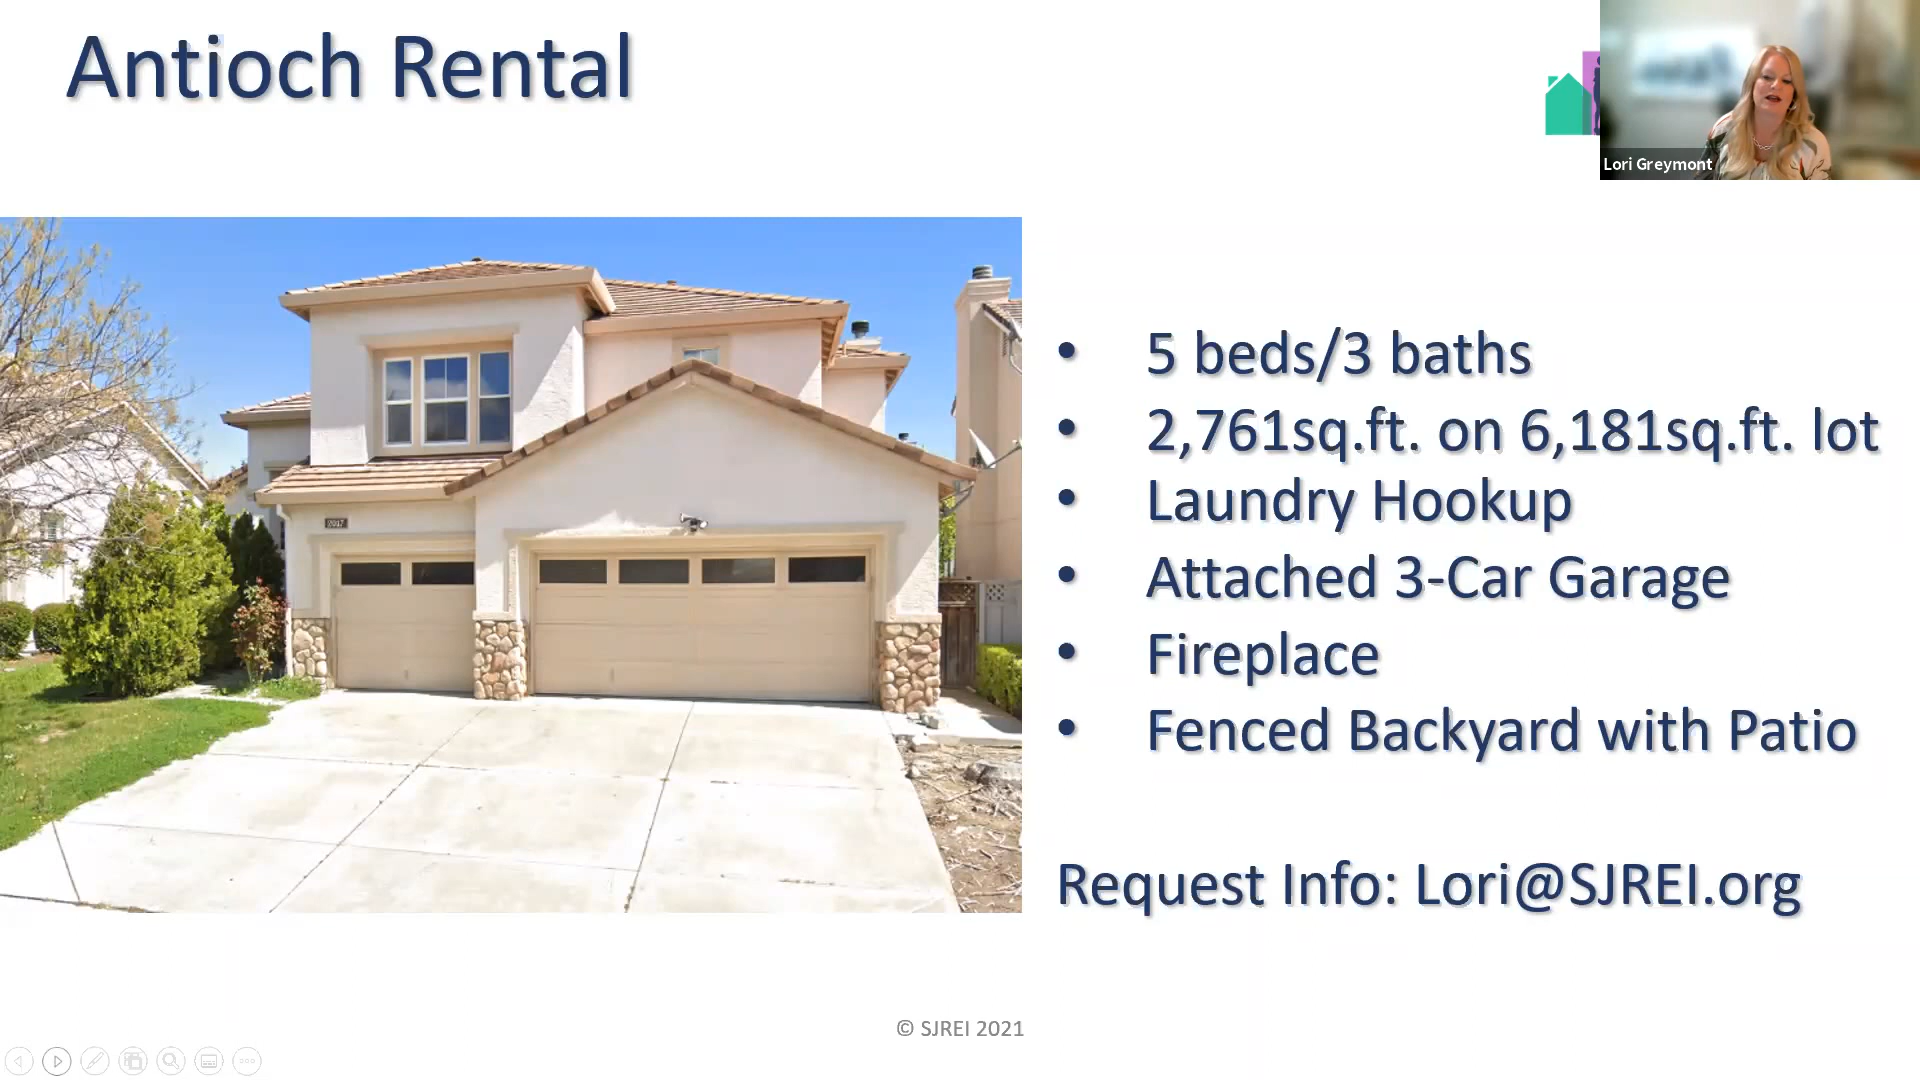 Antioch Rental
Lori Greymont
• 5 beds/3 baths
• 2,761sq.ft. on 6,181sq.ft. lot
• Laundry Hookup
• Attached 3-Car Garage
• Fireplace
• Fenced Backyard with Patio
Request Info: Lori@SJREI.org
© SJREI 2021